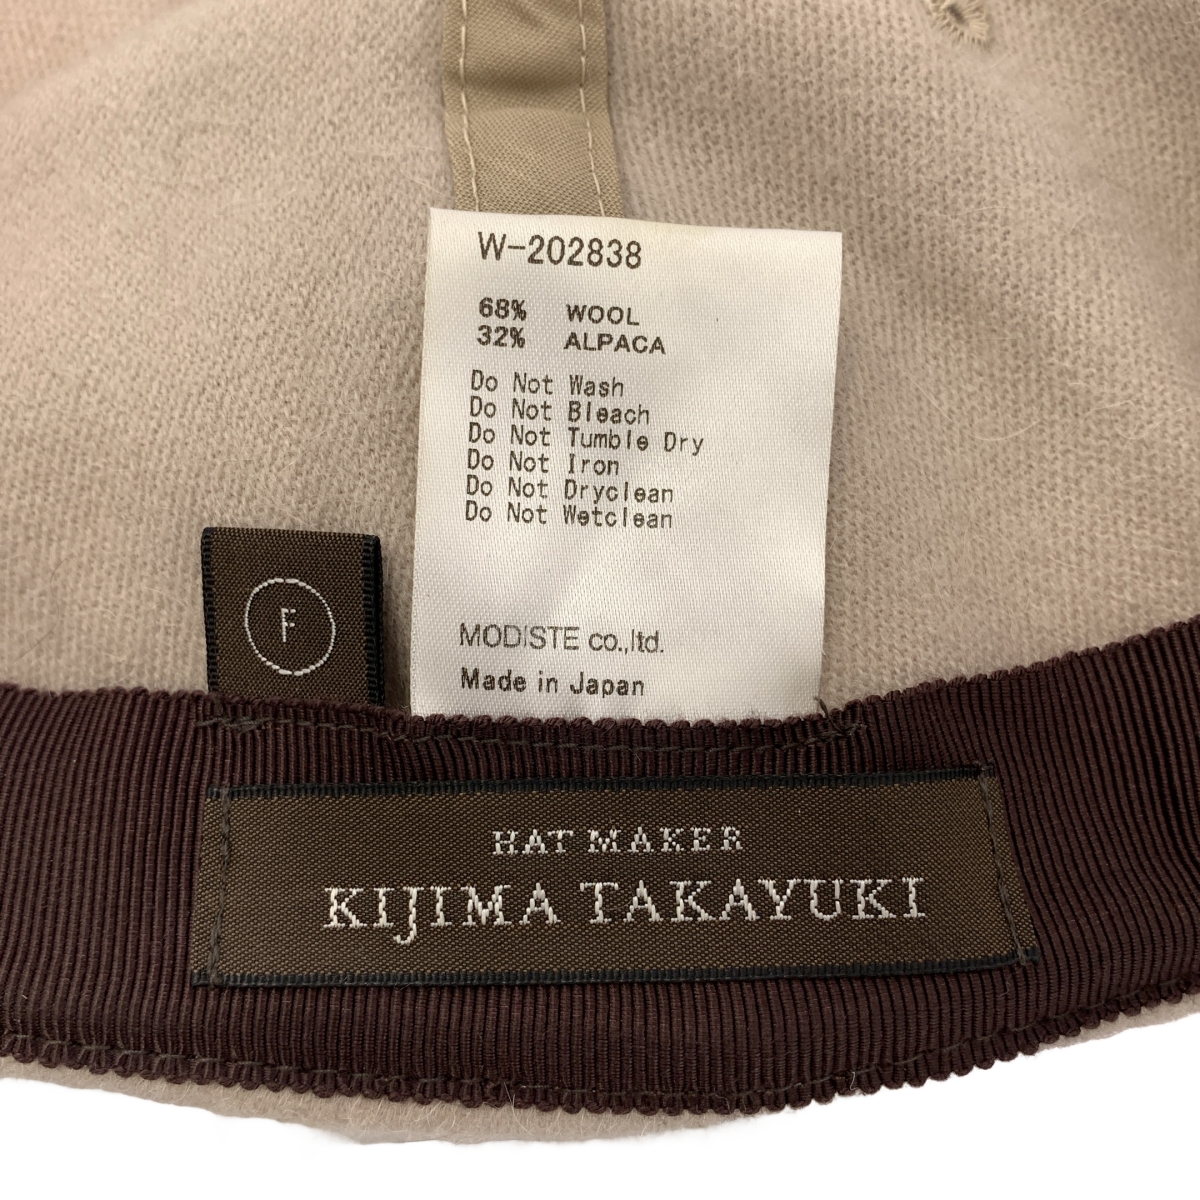 W-202838
68% WOOL
32% ALPACA
Do Not Wash
Do Not Bleach
Do Not Tumble Dry
Do Not Iron
Do Not Dryclean
Do Not Wetclean
MODISTE co.,ltd.
Made in Japan
F
HAT MAKER
KIJIMA TAKAYUKI